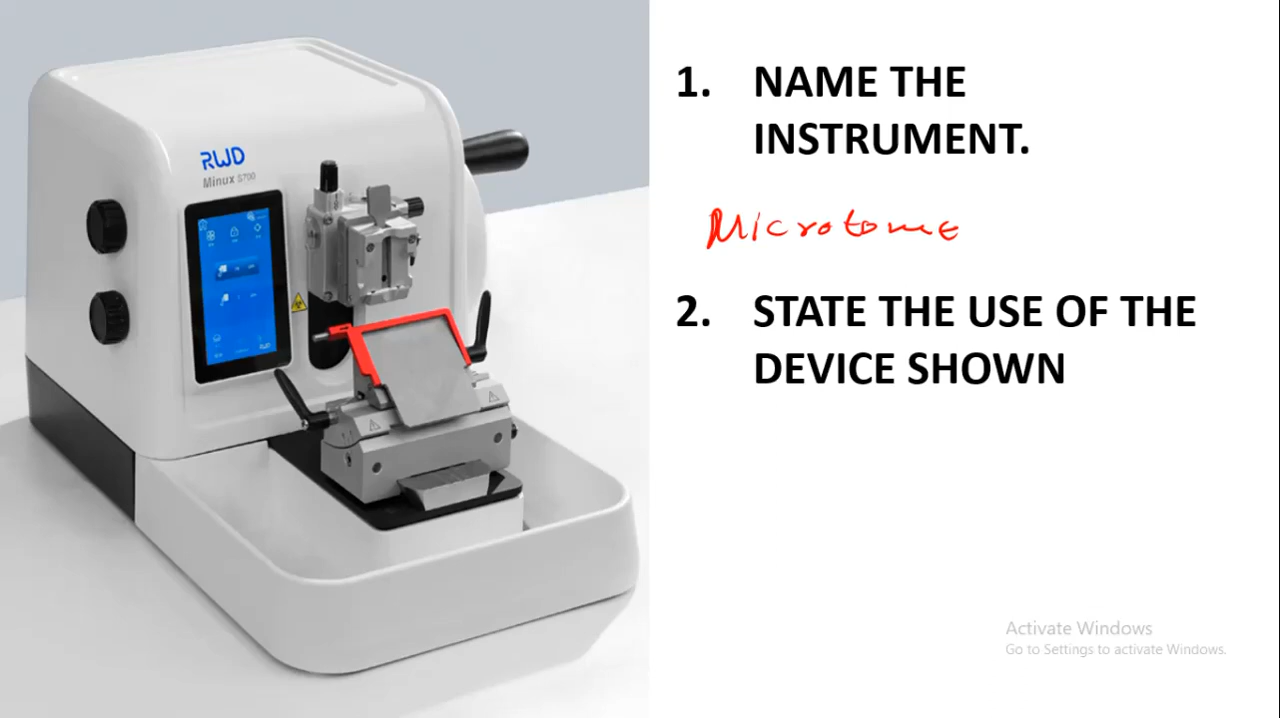 RWD
Minux S700
1. NAME THE
INSTRUMENT.
Microtome
2. STATE THE USE OF THE
DEVICE SHOWN
Activate Windows
Go to Settings to activate Windows.